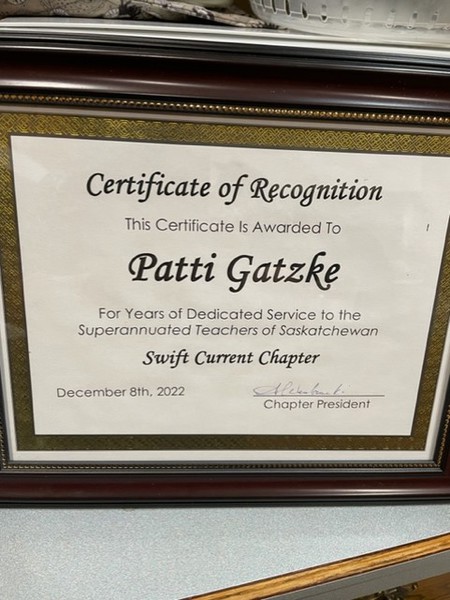 Certificate of Recognition
This Certificate Is Awarded To
Patti Gatzke
For Years of Dedicated Service to the
Superannuated Teachers of Saskatchewan
Swift Current Chapter
December 8th, 2022
Chapter President